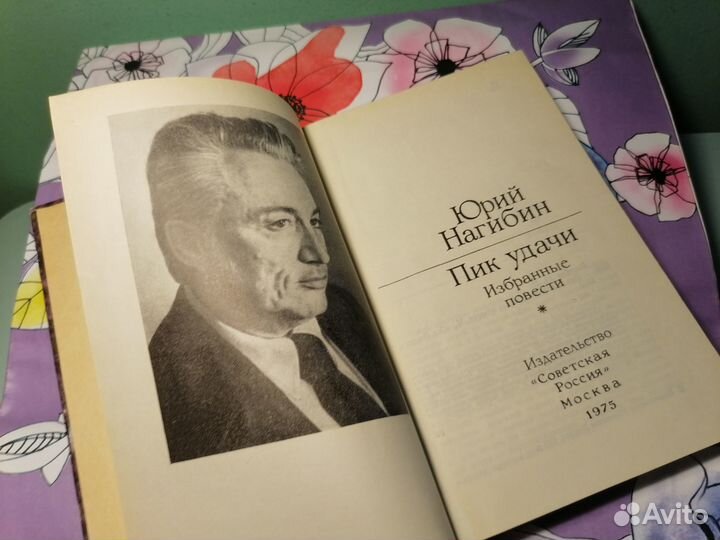 Юрий
Нагибин
Пик удачи
Избранные
повести
*
Издательство
"Советская
Россия"
Москва
1975
Avito